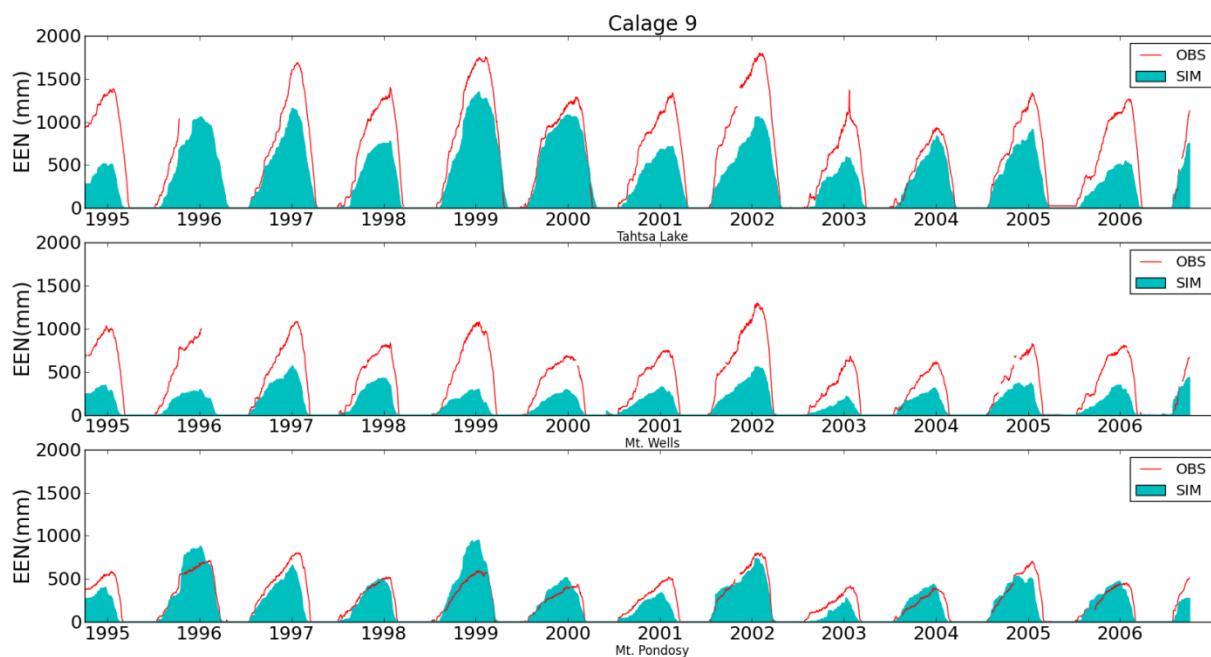 Calage 9
EEN (mm)
2000
1500
1000
500
0
OBS
SIM
1995 1996 1997 1998 1999 2000 2001 2002 2003 2004 2005 2006
Tahtsa Lake
EEN(mm)
2000
1500
1000
500
0
OBS
SIM
1995 1996 1997 1998 1999 2000 2001 2002 2003 2004 2005 2006
Mt. Wells
EEN(mm)
2000
1500
1000
500
0
OBS
SIM
1995 1996 1997 1998 1999 2000 2001 2002 2003 2004 2005 2006
Mt. Pondosy